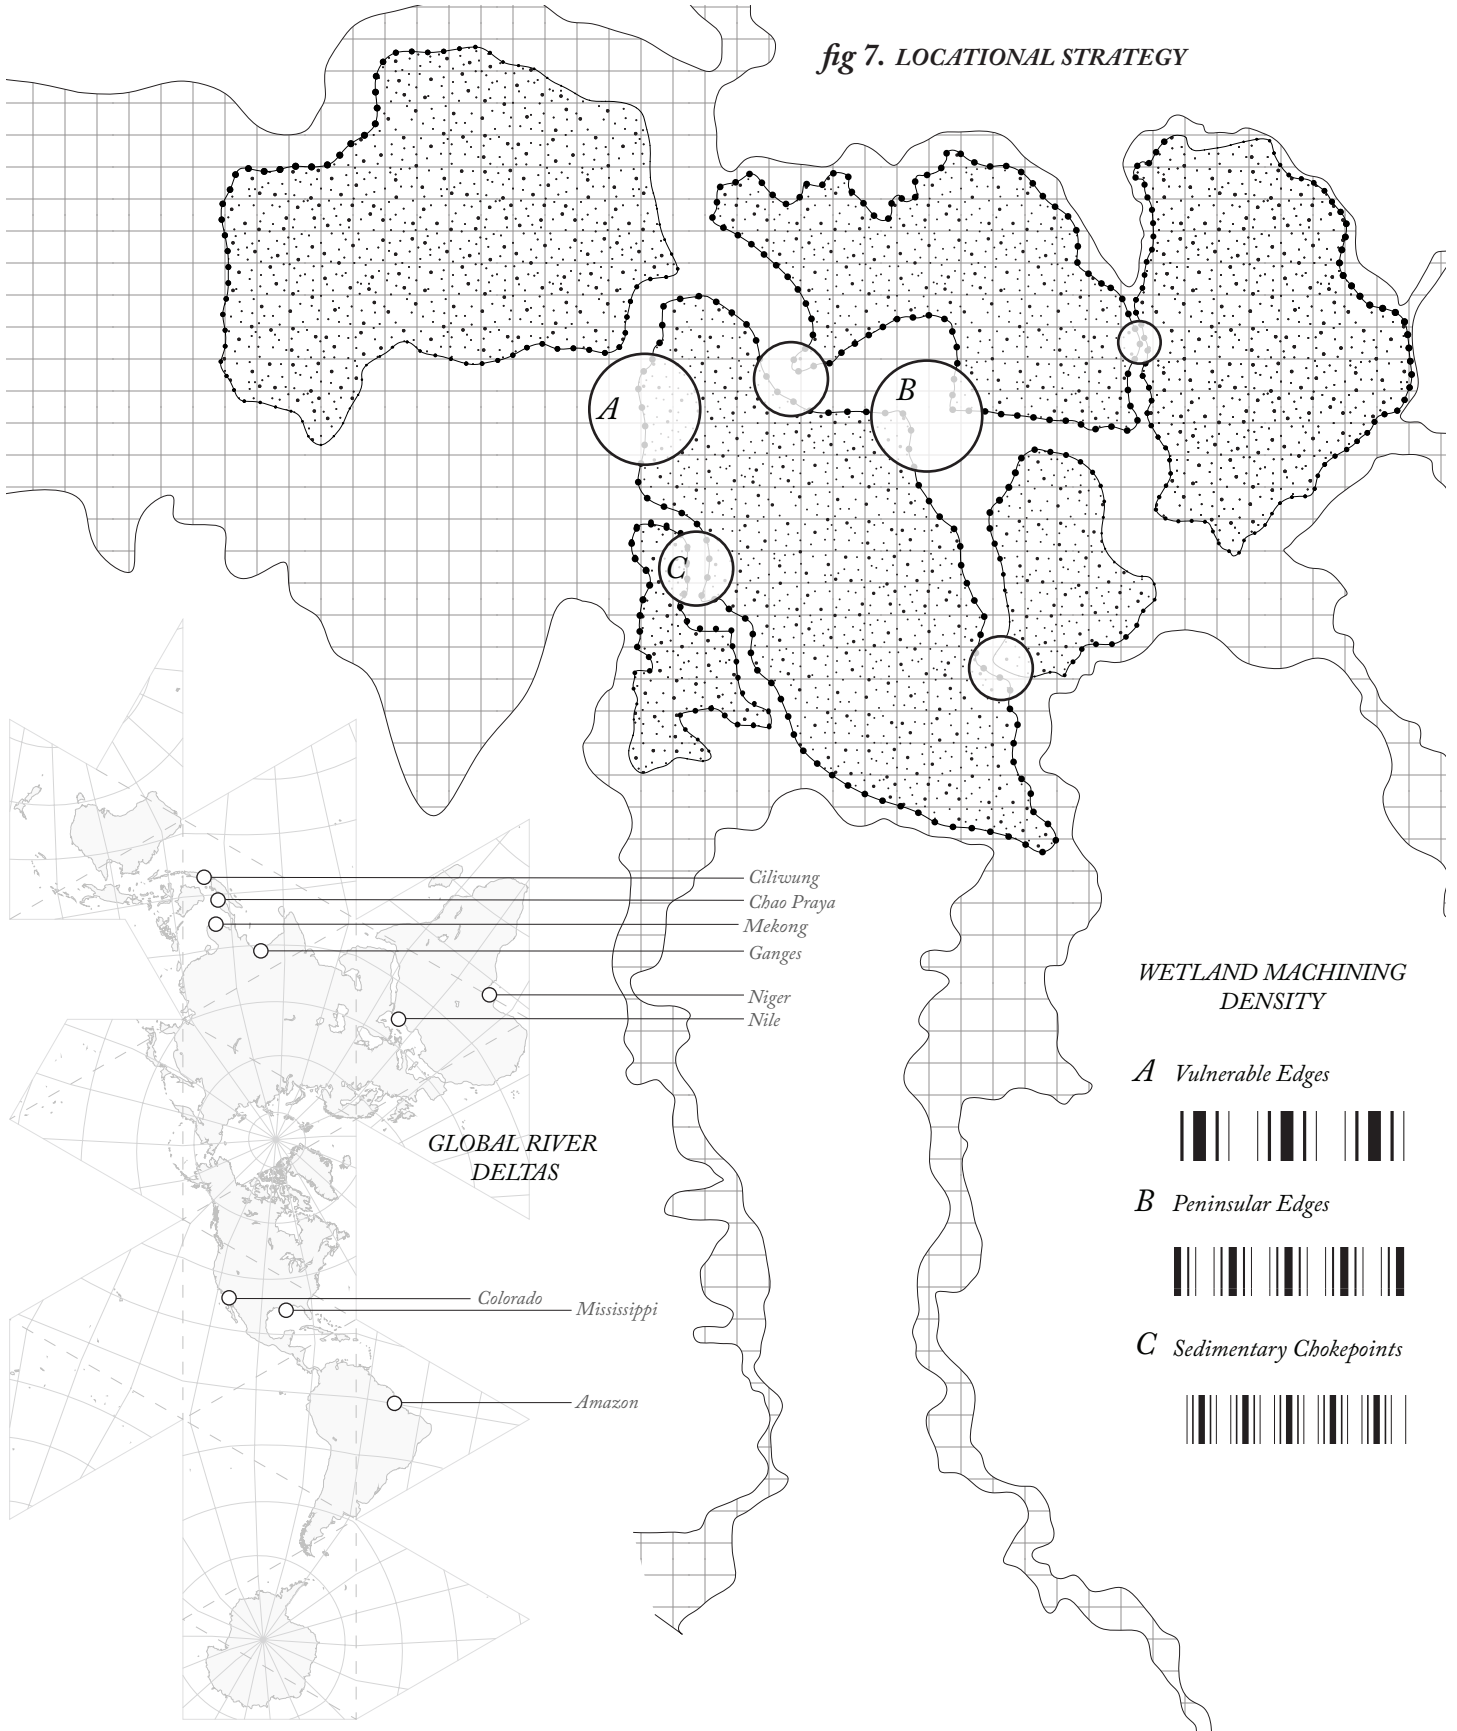 fig 7. LOCATIONAL STRATEGY
A
B
C
Ciliwung
Chao Praya
Mekong
Ganges
Niger
Nile
GLOBAL RIVER
DELTAS
Colorado
Mississippi
Amazon
WETLAND MACHINING
DENSITY
A Vulnerable Edges
B Peninsular Edges
C Sedimentary Chokepoints